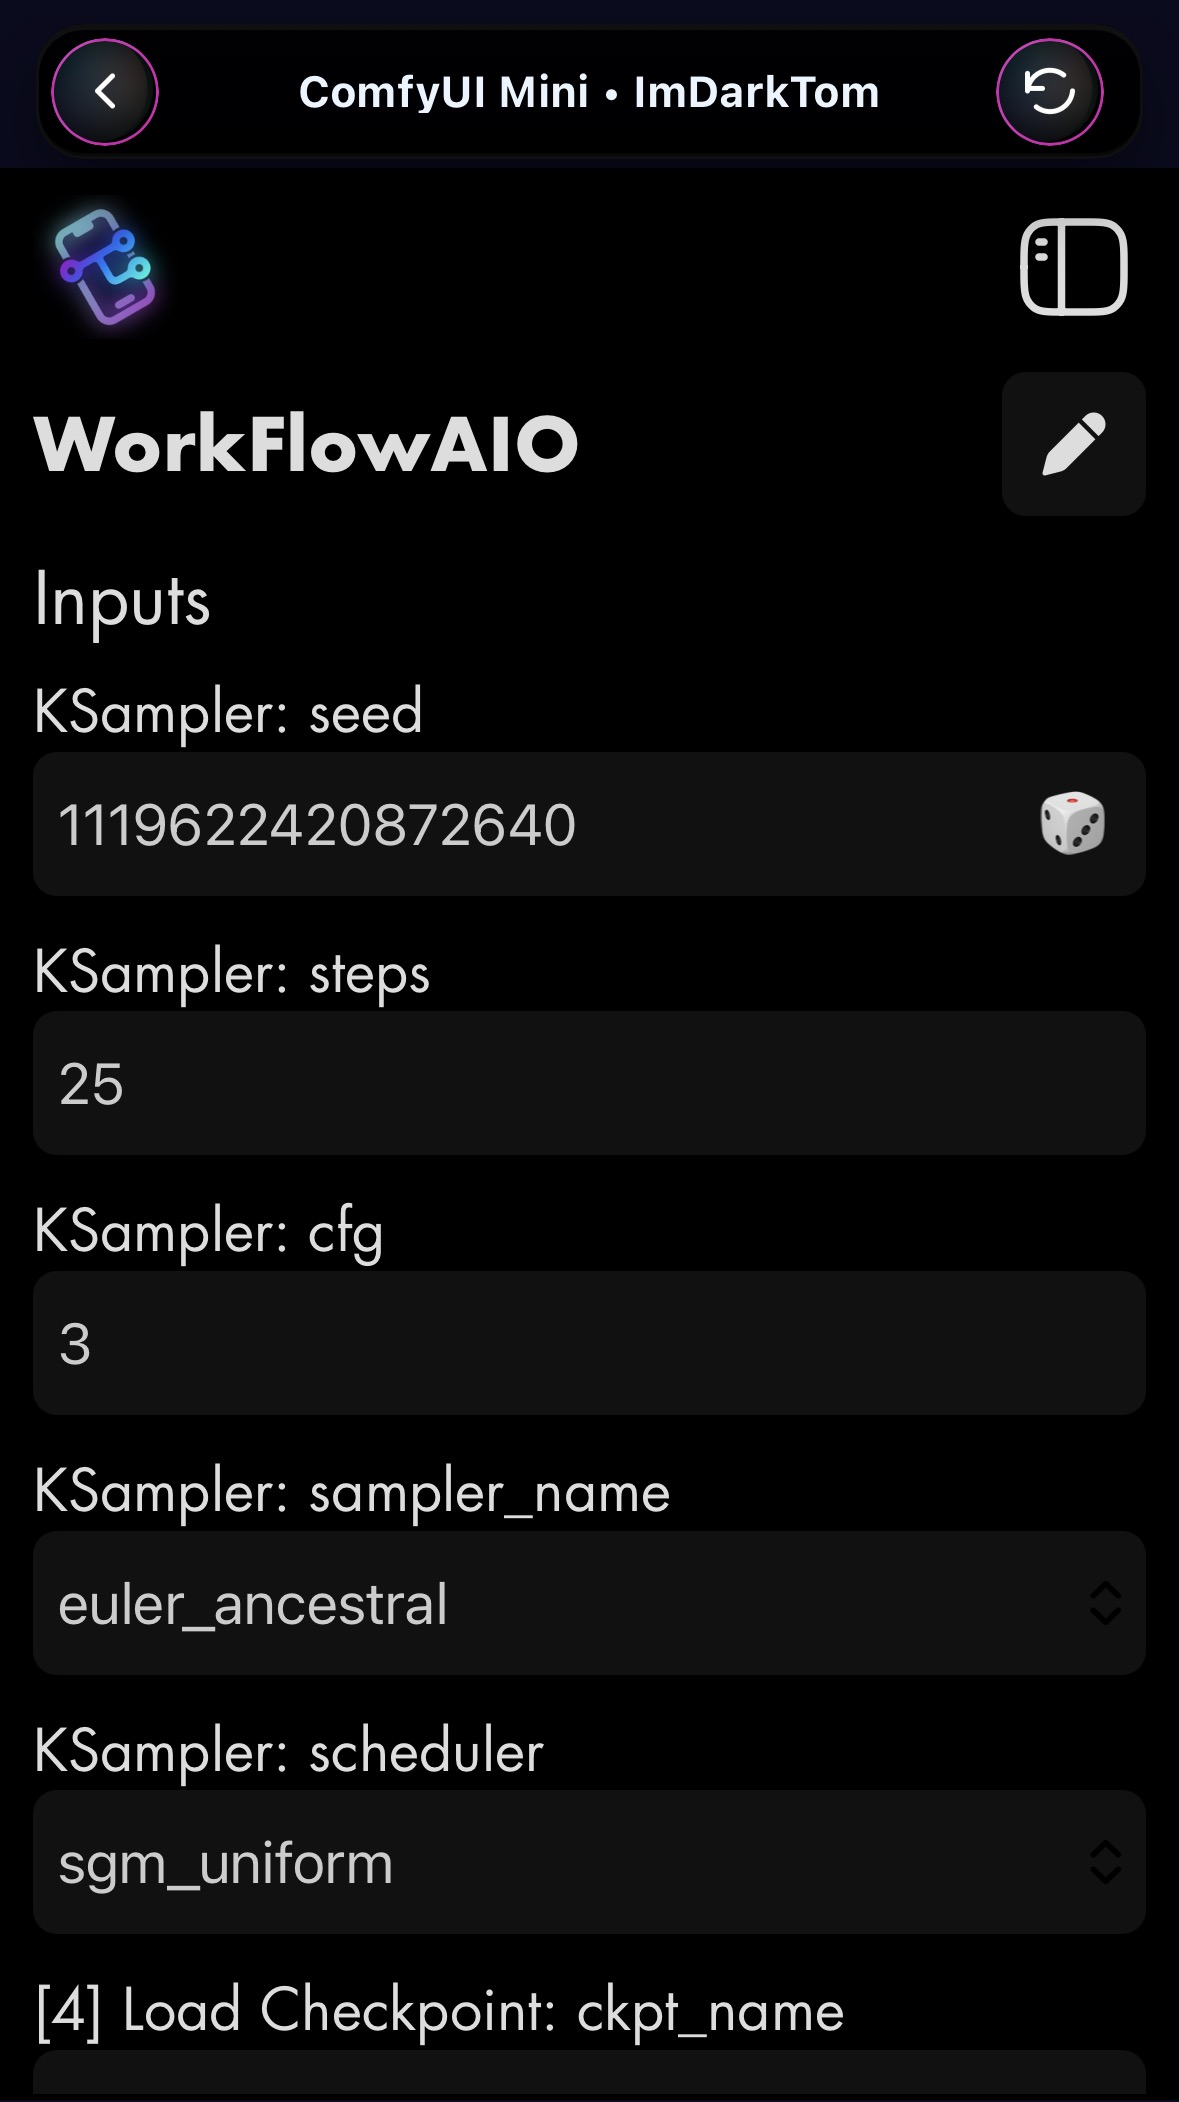 ComfyUI Mini • ImDarkTom
WorkFlowAIO
Inputs
KSampler: seed
1119622420872640
KSampler: steps
25
KSampler: cfg
3
KSampler: sampler_name
euler_ancestral
KSampler: scheduler
sgm_uniform
[4] Load Checkpoint: ckpt_name